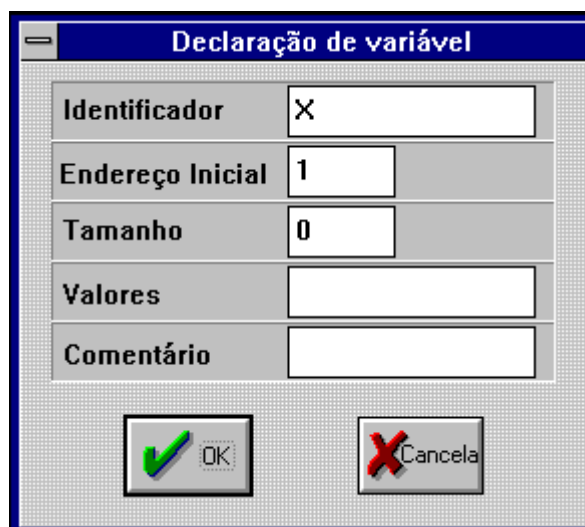 Declaração de variável
Identificador X
Endereço Inicial 1
Tamanho 0
Valores
Comentário
OK Cancela